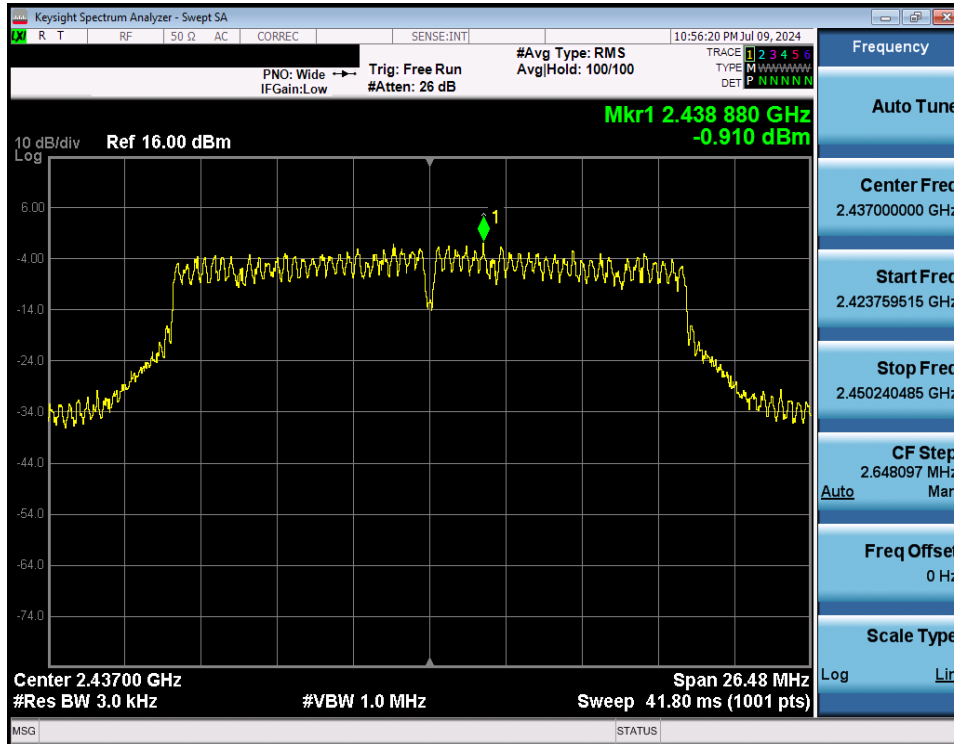 Keysight Spectrum Analyzer - Swept SA
LXI R T RF 50 Ω AC CORREC SENSE:INT 10:56:20 PM Jul 09, 2024
PNO: Wide
IFGain:Low
Trig: Free Run
#Atten: 26 dB
#Avg Type: RMS
Avg|Hold: 100/100
TRACE 1 2 3 4 5 6
TYPE M W W W W W
DET P N N N N N
Mkr1 2.438 880 GHz
-0.910 dBm
10 dB/div Ref 16.00 dBm
Log
1
6.00
-4.00
-14.0
-24.0
-34.0
-44.0
-54.0
-64.0
-74.0
Center 2.43700 GHz Span 26.48 MHz
#Res BW 3.0 kHz #VBW 1.0 MHz Sweep 41.80 ms (1001 pts)
MSG STATUS
Frequency
Auto Tune
Center Freq
2.437000000 GHz
Start Freq
2.423759515 GHz
Stop Freq
2.450240485 GHz
CF Step
2.648097 MHz
Auto Man
Freq Offset
0 Hz
Scale Type
Log Lin